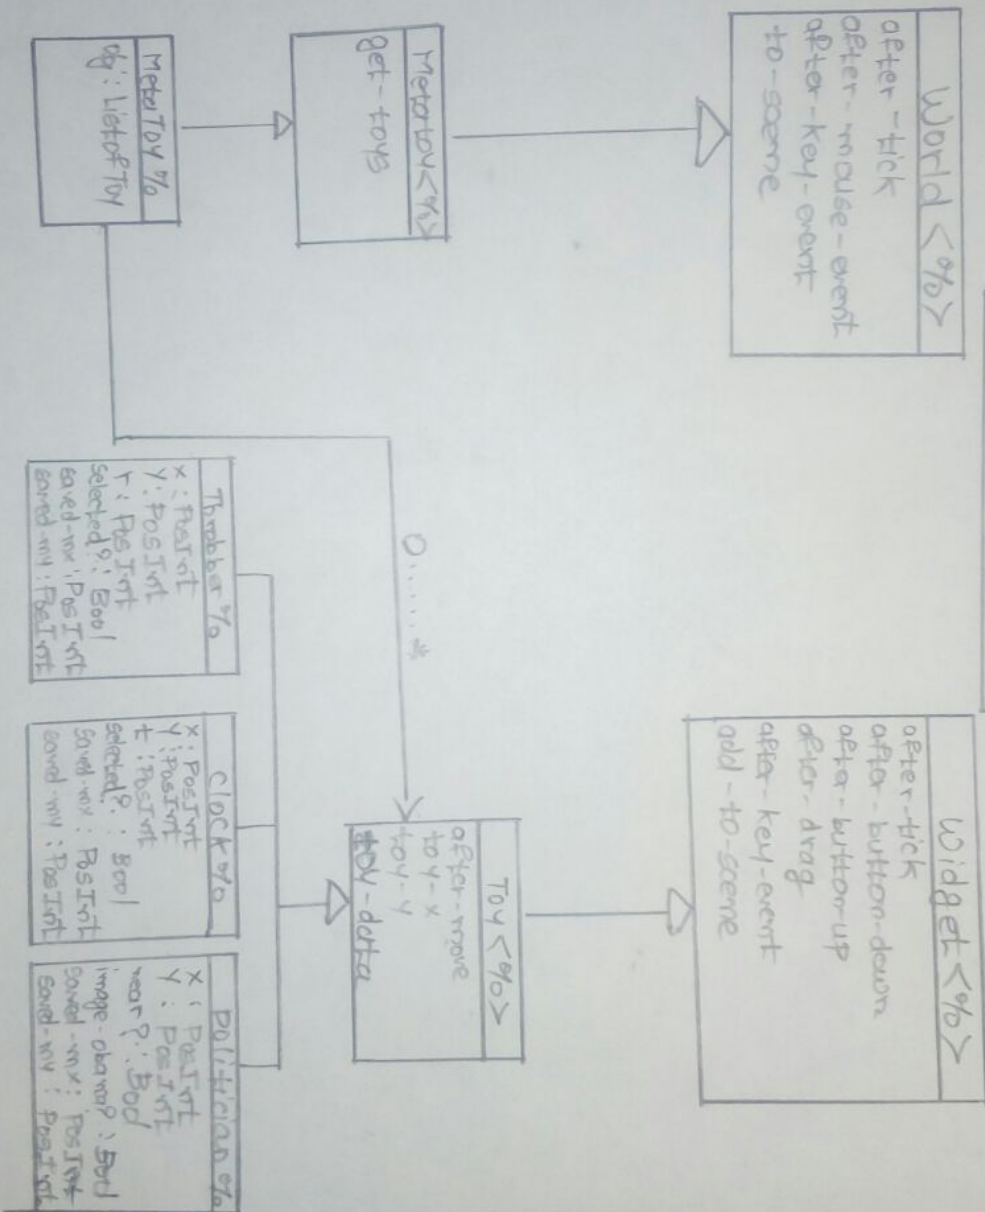 World<%>
after-tick
after-mouse-event
after-key-event
to-scene
Widget<%>
after-tick
after-button-down
after-button-up
after-drag
after-key-event
add-to-scene
Metatoy<%>
get-toys
Toy<%>
after-move
toy-x
toy-y
toy-data
0......*
MetaToy%
obj: ListofToy
Throbber%
x: PosInt
y: PosInt
r: PosInt
selected?: Bool
saved-mx: PosInt
saved-my: PosInt
Clock%
x: PosInt
y: PosInt
t: PosInt
selected?: Bool
saved-mx: PosInt
saved-my: PosInt
Politician%
x: PosInt
y: PosInt
near?: Bool
image-obama?: Bool
saved-mx: PosInt
saved-my: PosInt